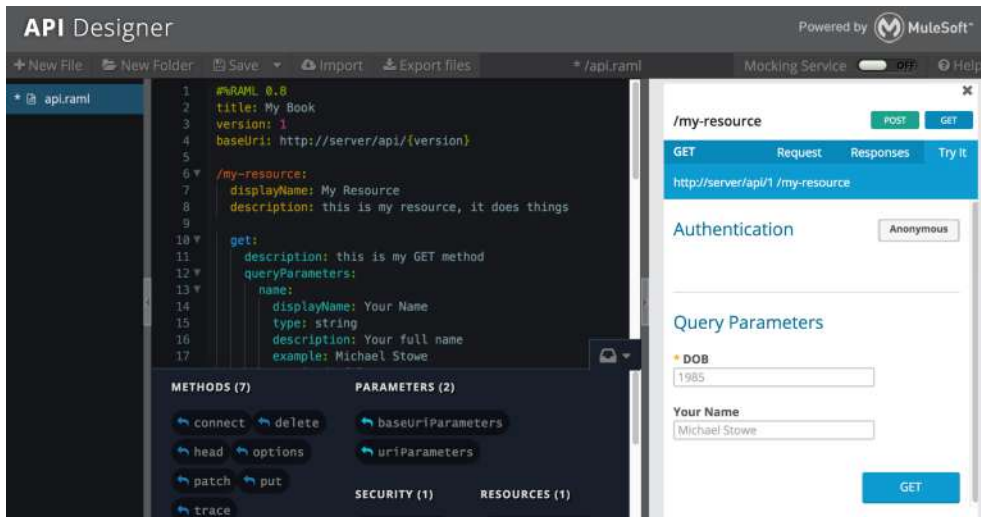 API Designer
Powered by MuleSoft™
+ New File New Folder Save Import Export files * /api.raml Mocking Service OFF Help
* api.raml
1 #%RAML 0.8
2 title: My Book
3 version: 1
4 baseUri: http://server/api/{version}
5
6 /my-resource:
7 displayName: My Resource
8 description: this is my resource, it does things
9
10 get:
11 description: this is my GET method
12 queryParameters:
13 name:
14 displayName: Your Name
15 type: string
16 description: Your full name
17 example: Michael Stowe
METHODS (7)
connect delete
head options
patch put
trace
PARAMETERS (2)
baseUriParameters
uriParameters
SECURITY (1)
RESOURCES (1)
/my-resource POST GET
GET Request Responses Try It
http://server/api/1 /my-resource
Authentication Anonymous
Query Parameters
* DOB
1985
Your Name
Michael Stowe
GET